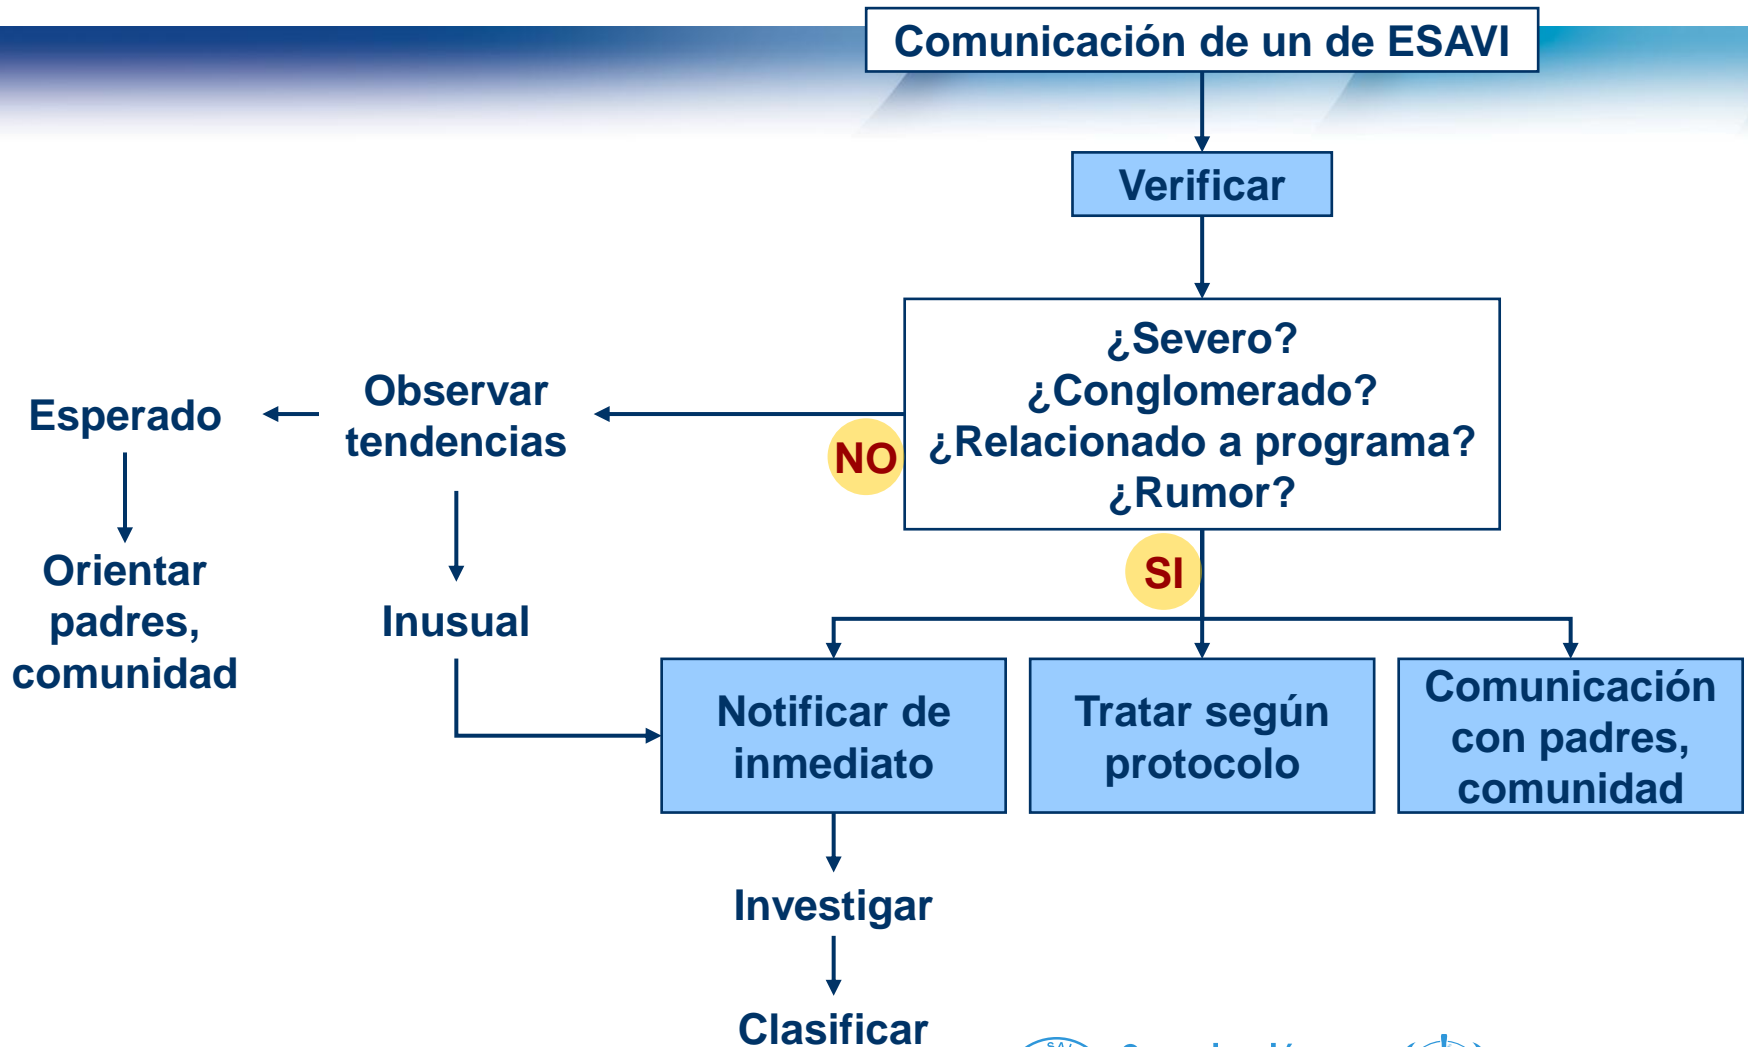 Comunicación de un de ESAVI
Verificar
¿Severo?
¿Conglomerado?
¿Relacionado a programa?
¿Rumor?
NO
Observar
tendencias
Esperado
Orientar
padres,
comunidad
Inusual
SI
Notificar de
inmediato
Tratar según
protocolo
Comunicación
con padres,
comunidad
Investigar
Clasificar